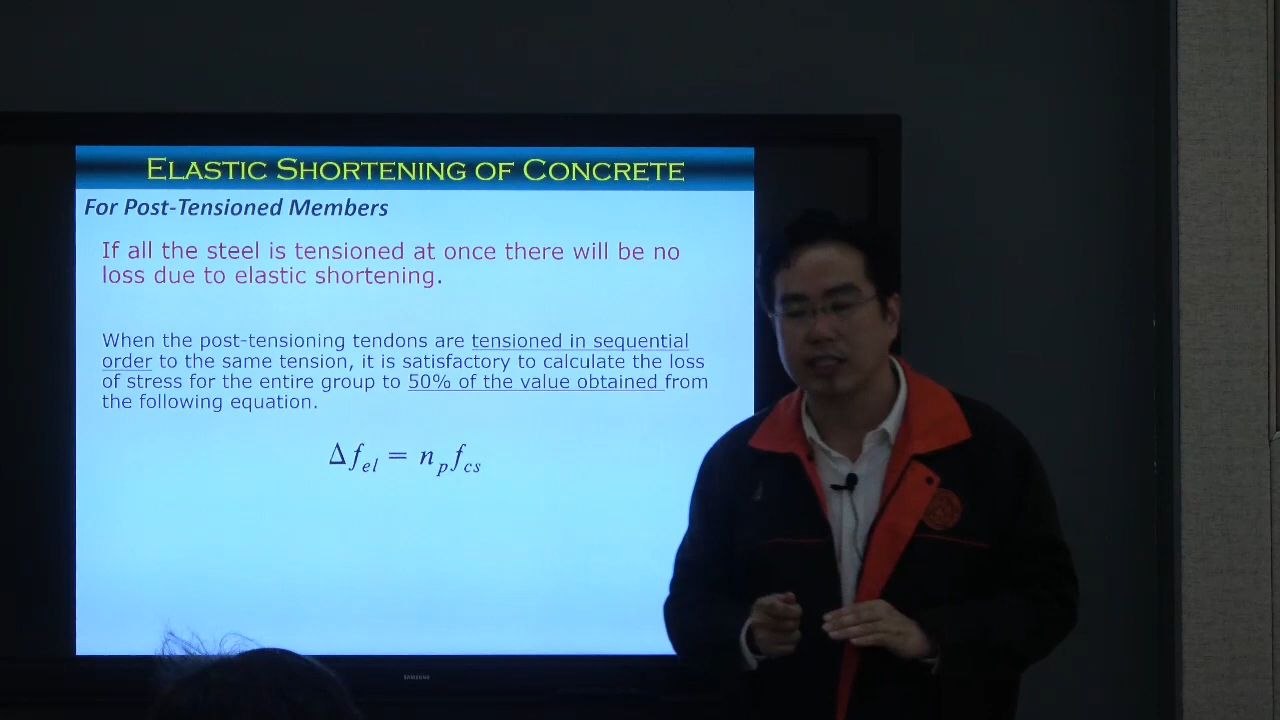 ELASTIC SHORTENING OF CONCRETE
For Post-Tensioned Members
If all the steel is tensioned at once there will be no
loss due to elastic shortening.
When the post-tensioning tendons are tensioned in sequential
order to the same tension, it is satisfactory to calculate the loss
of stress for the entire group to 50% of the value obtained from
the following equation.
Δf_el = n_p f_cs
SAMSUNG